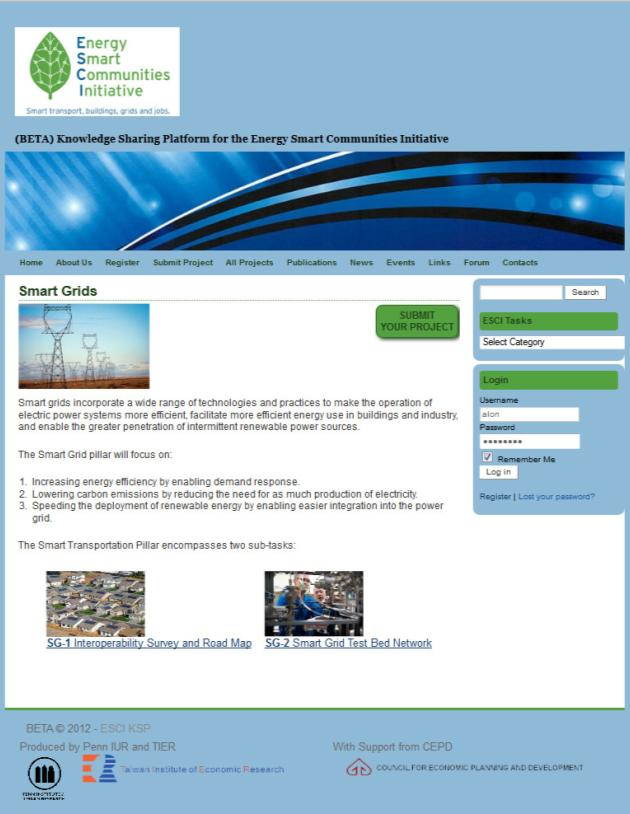 Energy
Smart
Communities
Initiative
Smart transport, buildings, grids and jobs.
(BETA) Knowledge Sharing Platform for the Energy Smart Communities Initiative
Home About Us Register Submit Project All Projects Publications News Events Links Forum Contacts
Smart Grids
SUBMIT
YOUR PROJECT
Smart grids incorporate a wide range of technologies and practices to make the operation of
electric power systems more efficient, facilitate more efficient energy use in buildings and industry,
and enable the greater penetration of intermittent renewable power sources.
The Smart Grid pillar will focus on:
1. Increasing energy efficiency by enabling demand response.
2. Lowering carbon emissions by reducing the need for as much production of electricity.
3. Speeding the deployment of renewable energy by enabling easier integration into the power
grid.
The Smart Transportation Pillar encompasses two sub-tasks:
SG-1 Interoperability Survey and Road Map
SG-2 Smart Grid Test Bed Network
Search
ESCI Tasks
Select Category
Login
Username
alon
Password
Remember Me
Log in
Register | Lost your password?
BETA © 2012 - ESCI KSP
Produced by Penn IUR and TIER
With Support from CEPD
Taiwan Institute of Economic Research
COUNCIL FOR ECONOMIC PLANNING AND DEVELOPMENT